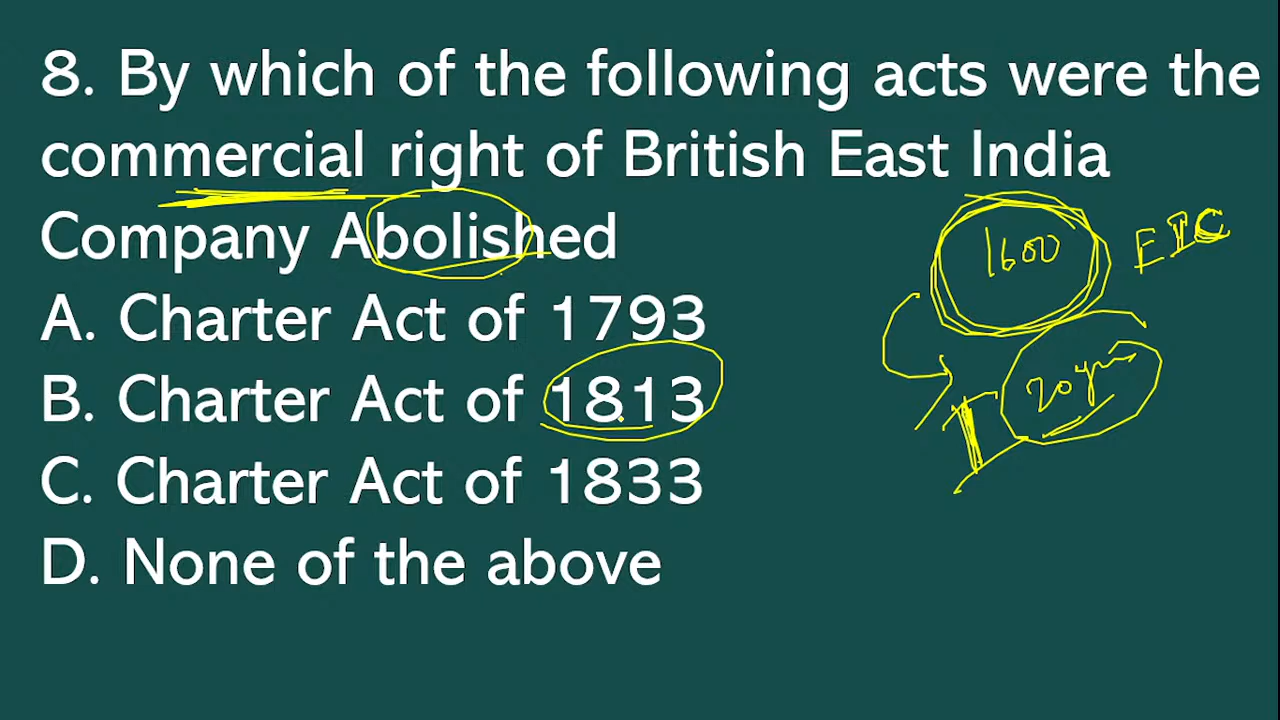 8. By which of the following acts were the
commercial right of British East India
Company Abolished
1600 EIC
A. Charter Act of 1793
B. Charter Act of 1813
20
C. Charter Act of 1833
D. None of the above